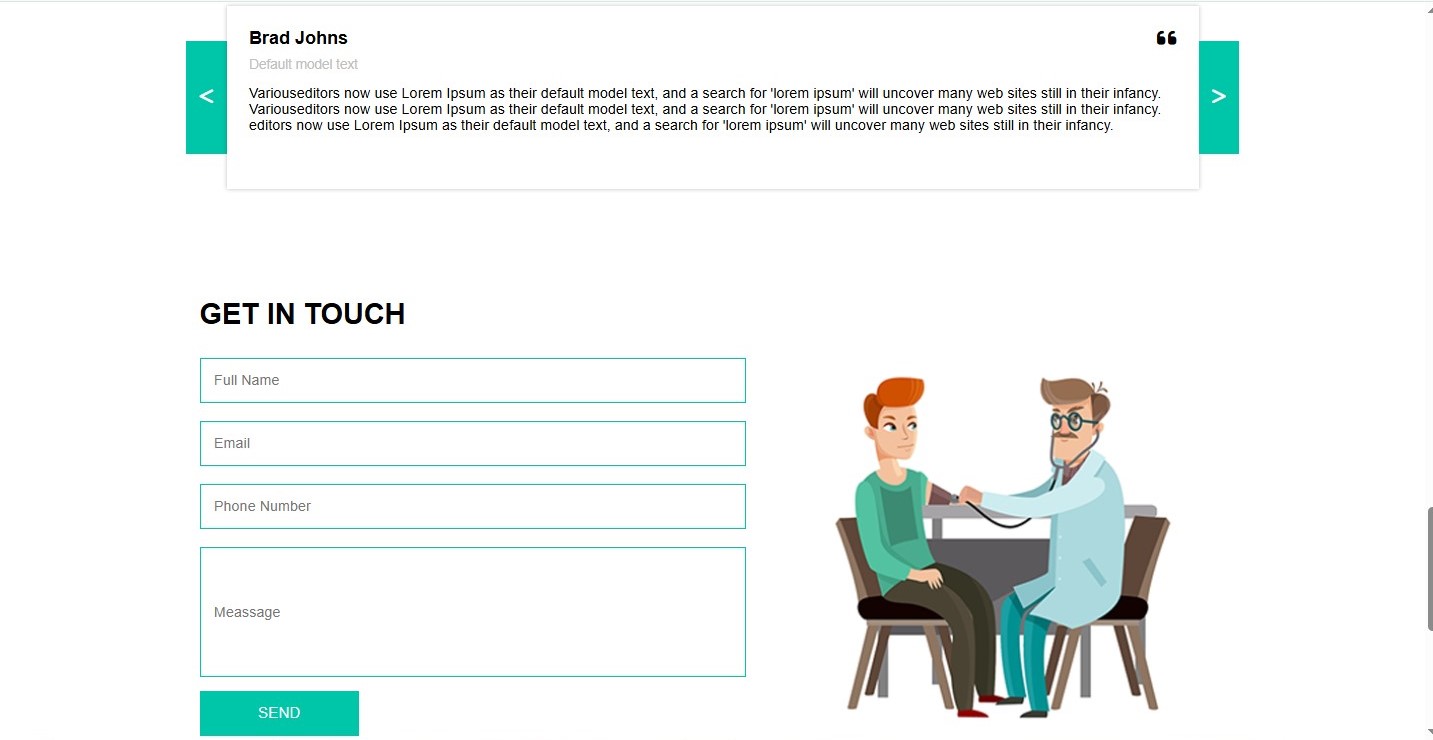 Brad Johns
Default model text
Variouseditors now use Lorem Ipsum as their default model text, and a search for 'lorem ipsum' will uncover many web sites still in their infancy.
Variouseditors now use Lorem Ipsum as their default model text, and a search for 'lorem ipsum' will uncover many web sites still in their infancy.
editors now use Lorem Ipsum as their default model text, and a search for 'lorem ipsum' will uncover many web sites still in their infancy.
<
>
GET IN TOUCH
Full Name
Email
Phone Number
Meassage
SEND